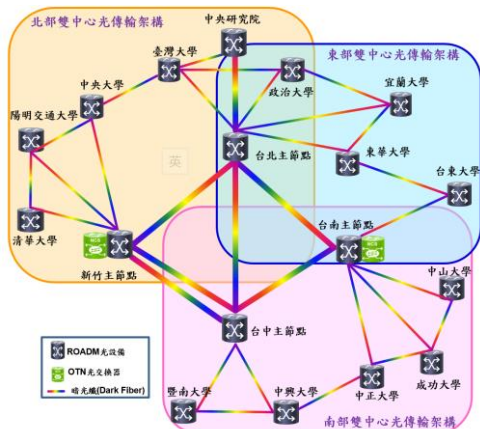 北部雙中心光傳輸架構
中央研究院
臺灣大學
東部雙中心光傳輸架構
中央大學
政治大學
宜蘭大學
陽明交通大學
台北主節點
東華大學
台東大學
英
清華大學
台南主節點
新竹主節點
中山大學
台中主節點
ROADM光設備
OTN光交換器
暗光纖(Dark Fiber)
暨南大學
中興大學
中正大學
成功大學
南部雙中心光傳輸架構